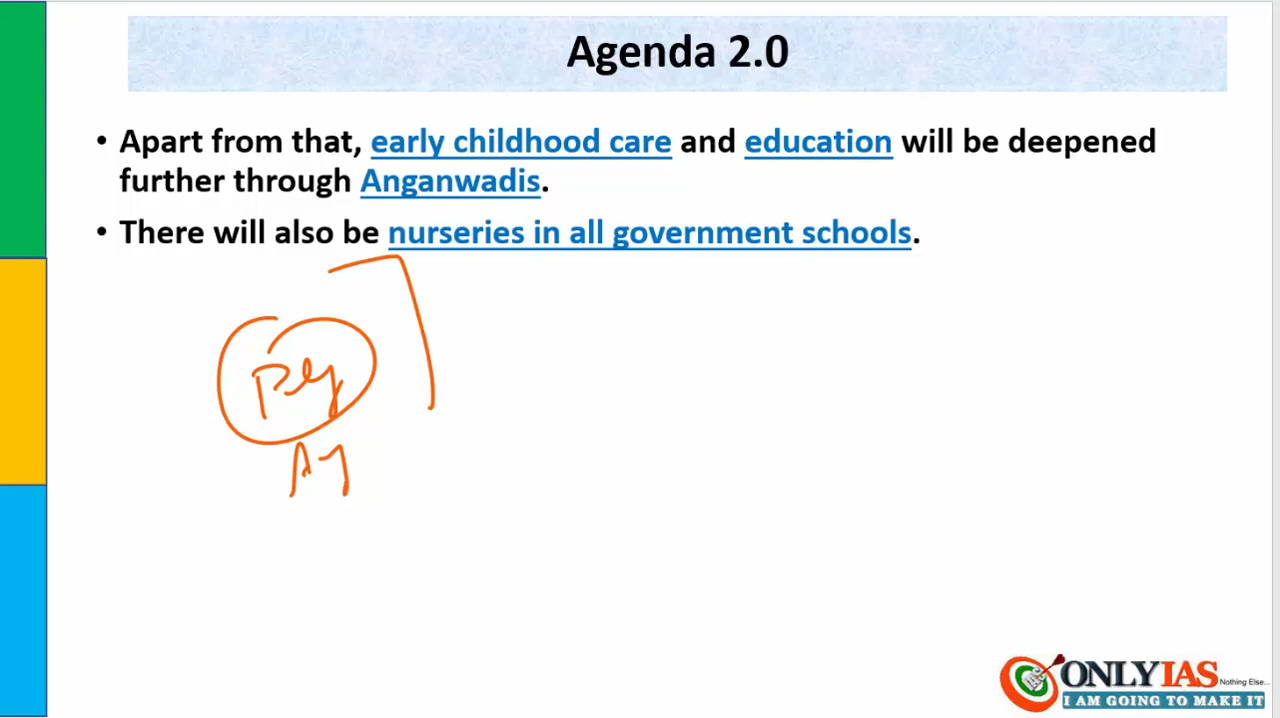 Agenda 2.0
• Apart from that, early childhood care and education will be deepened
further through Anganwadis.
• There will also be nurseries in all government schools.
ONLYIAS
Nothing Else...
I AM GOING TO MAKE IT